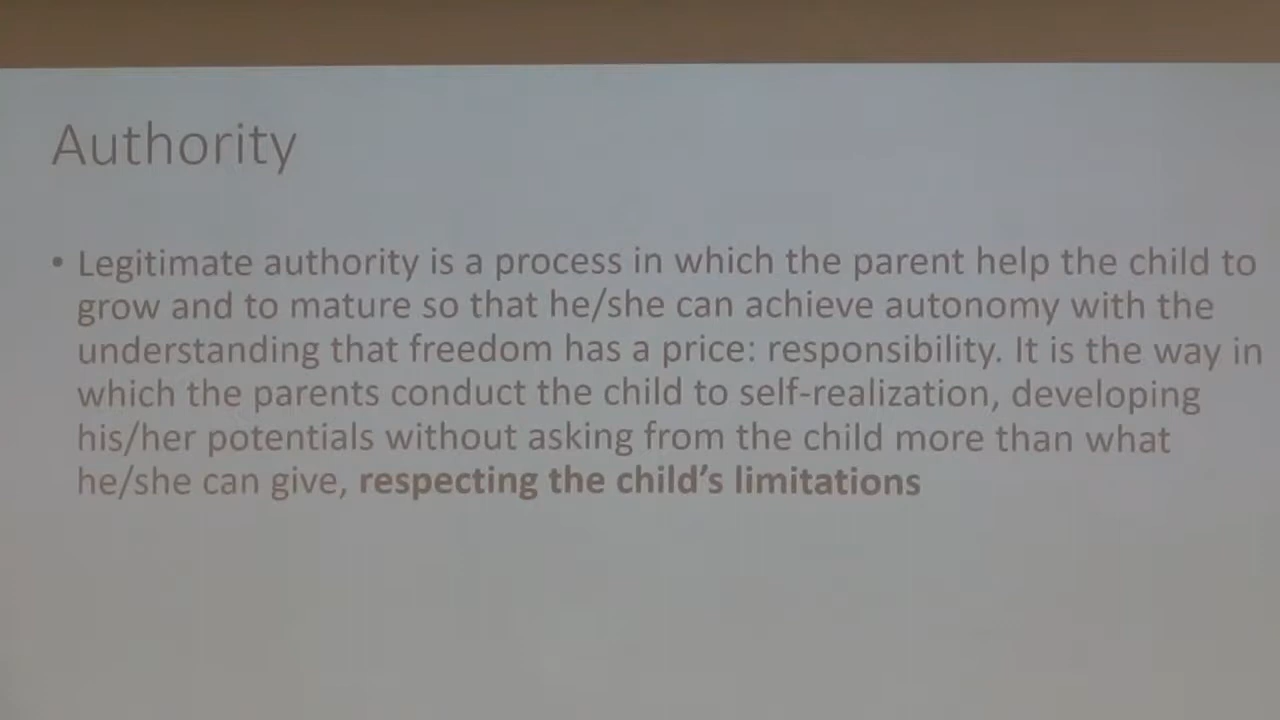 Authority
• Legitimate authority is a process in which the parent help the child to
grow and to mature so that he/she can achieve autonomy with the
understanding that freedom has a price: responsibility. It is the way in
which the parents conduct the child to self-realization, developing
his/her potentials without asking from the child more than what
he/she can give, respecting the child's limitations